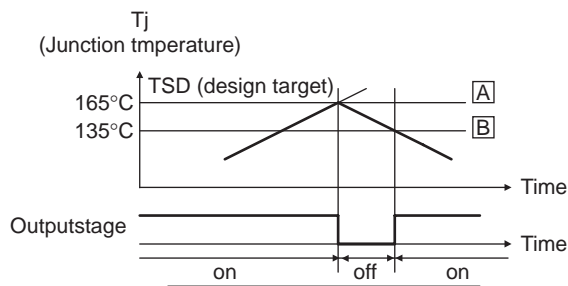 Tj
(Junction tmperature)
TSD (design target)
165°C
A
135°C
B
Time
Outputstage
Time
on
off
on